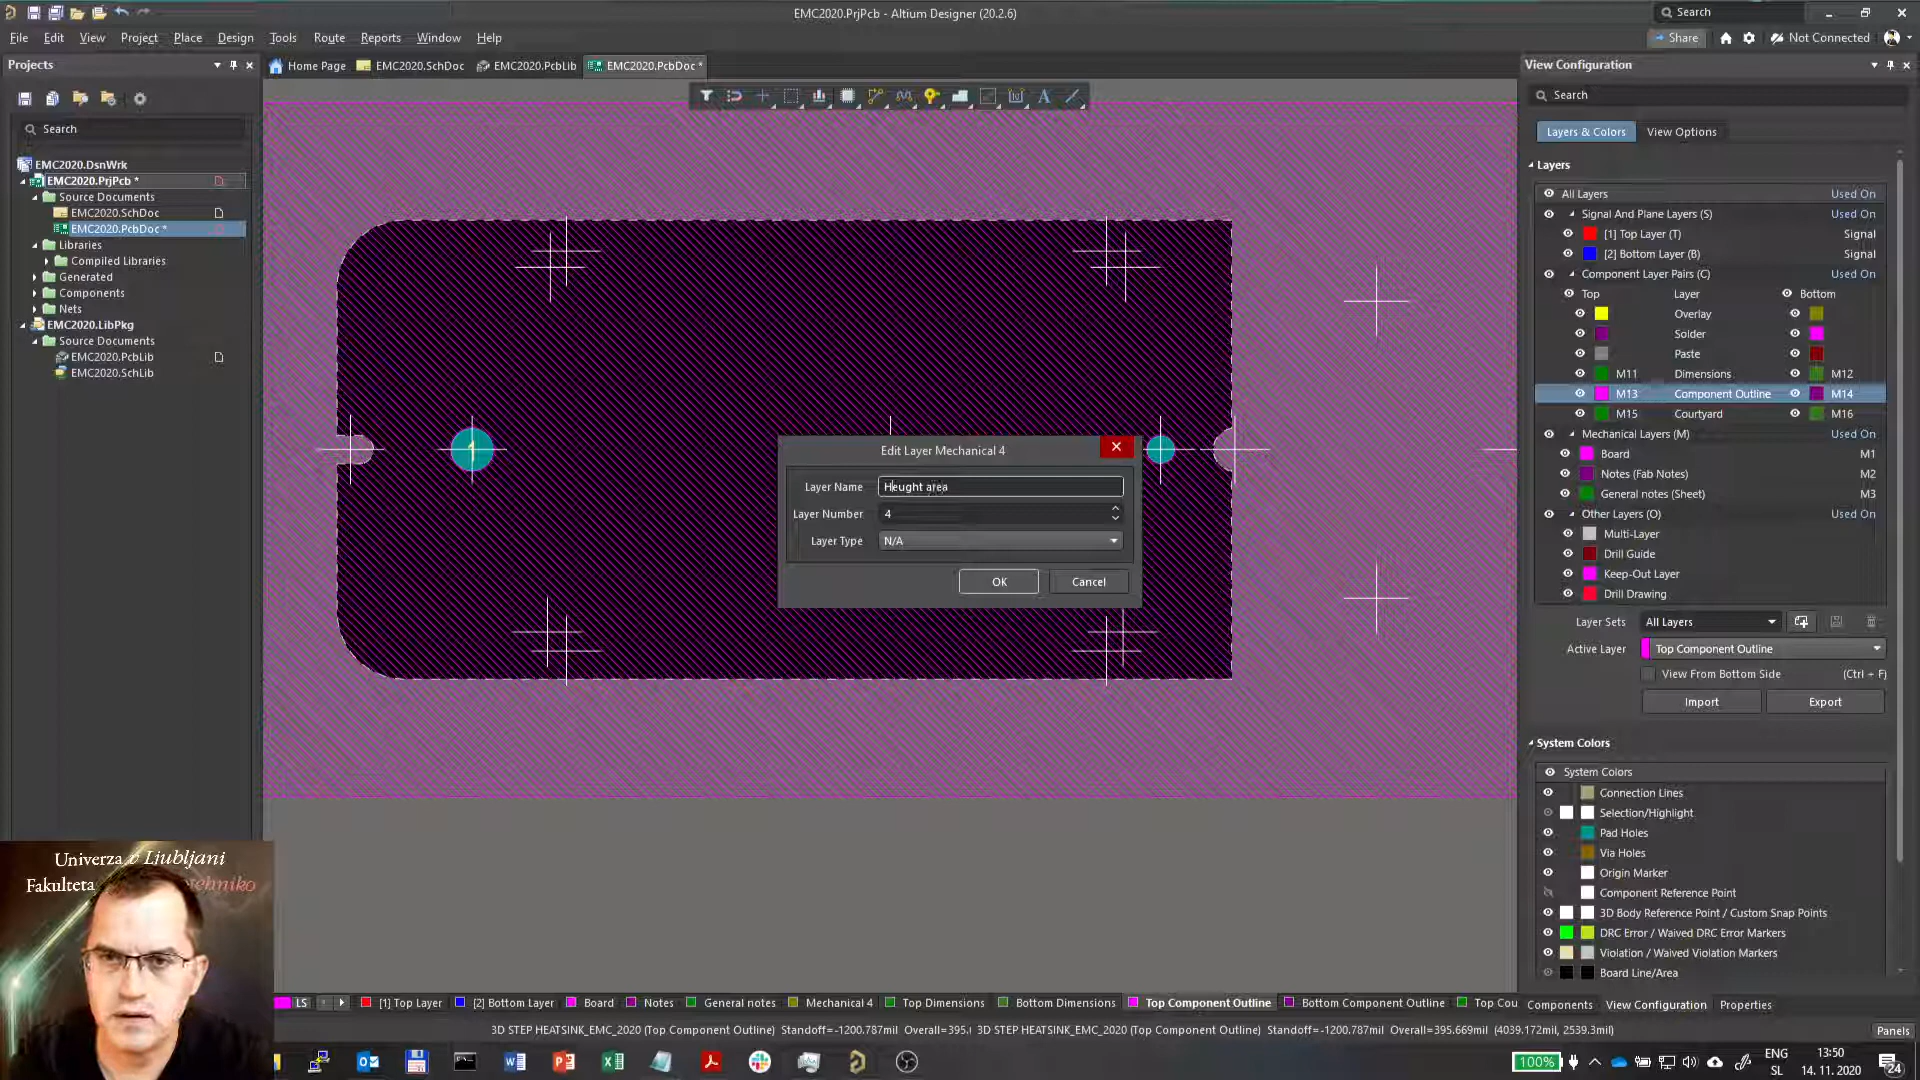 EMC2020.PrjPcb - Altium Designer (20.2.6)
Search
File Edit View Project Place Design Tools Route Reports Window Help
Share
Not Connected
Projects
Home Page
EMC2020.SchDoc
EMC2020.PcbLib
EMC2020.PcbDoc *
View Configuration
Search
Search
Layers & Colors
View Options
EMC2020.DsnWrk
EMC2020.PrjPcb *
Source Documents
EMC2020.SchDoc
EMC2020.PcbDoc *
Libraries
Compiled Libraries
Generated
Components
Nets
EMC2020.LibPkg
Source Documents
EMC2020.PcbLib
EMC2020.SchLib
1
Edit Layer Mechanical 4
Layer Name Heught area
Layer Number 4
Layer Type N/A
OK
Cancel
Layers
All Layers Used On
Signal And Plane Layers (S) Used On
[1] Top Layer (T) Signal
[2] Bottom Layer (B) Signal
Component Layer Pairs (C) Used On
Top Layer Bottom
Overlay
Solder
Paste
M11 Dimensions M12
M13 Component Outline M14
M15 Courtyard M16
Mechanical Layers (M) Used On
Board M1
Notes (Fab Notes) M2
General notes (Sheet) M3
Other Layers (O) Used On
Multi-Layer
Drill Guide
Keep-Out Layer
Drill Drawing
Layer Sets All Layers
Active Layer Top Component Outline
View From Bottom Side (Ctrl + F)
Import
Export
System Colors
System Colors
Connection Lines
Selection/Highlight
Pad Holes
Via Holes
Origin Marker
Component Reference Point
3D Body Reference Point / Custom Snap Points
DRC Error / Waived DRC Error Markers
Violation / Waived Violation Markers
Board Line/Area
Components View Configuration Properties
Univerza v Ljubljani
Fakulteta
LS
[1] Top Layer
[2] Bottom Layer
Board
Notes
General notes
Mechanical 4
Top Dimensions
Bottom Dimensions
Top Component Outline
Bottom Component Outline
Top Cou
3D STEP HEATSINK_EMC_2020 (Top Component Outline) Standoff=-1200.787mil Overall=395.
3D STEP HEATSINK_EMC_2020 (Top Component Outline) Standoff=-1200.787mil Overall=395.669mil (4039.172mil, 2539.3mil)
Panels
100%
ENG
SL
13:50
14. 11. 2020
24